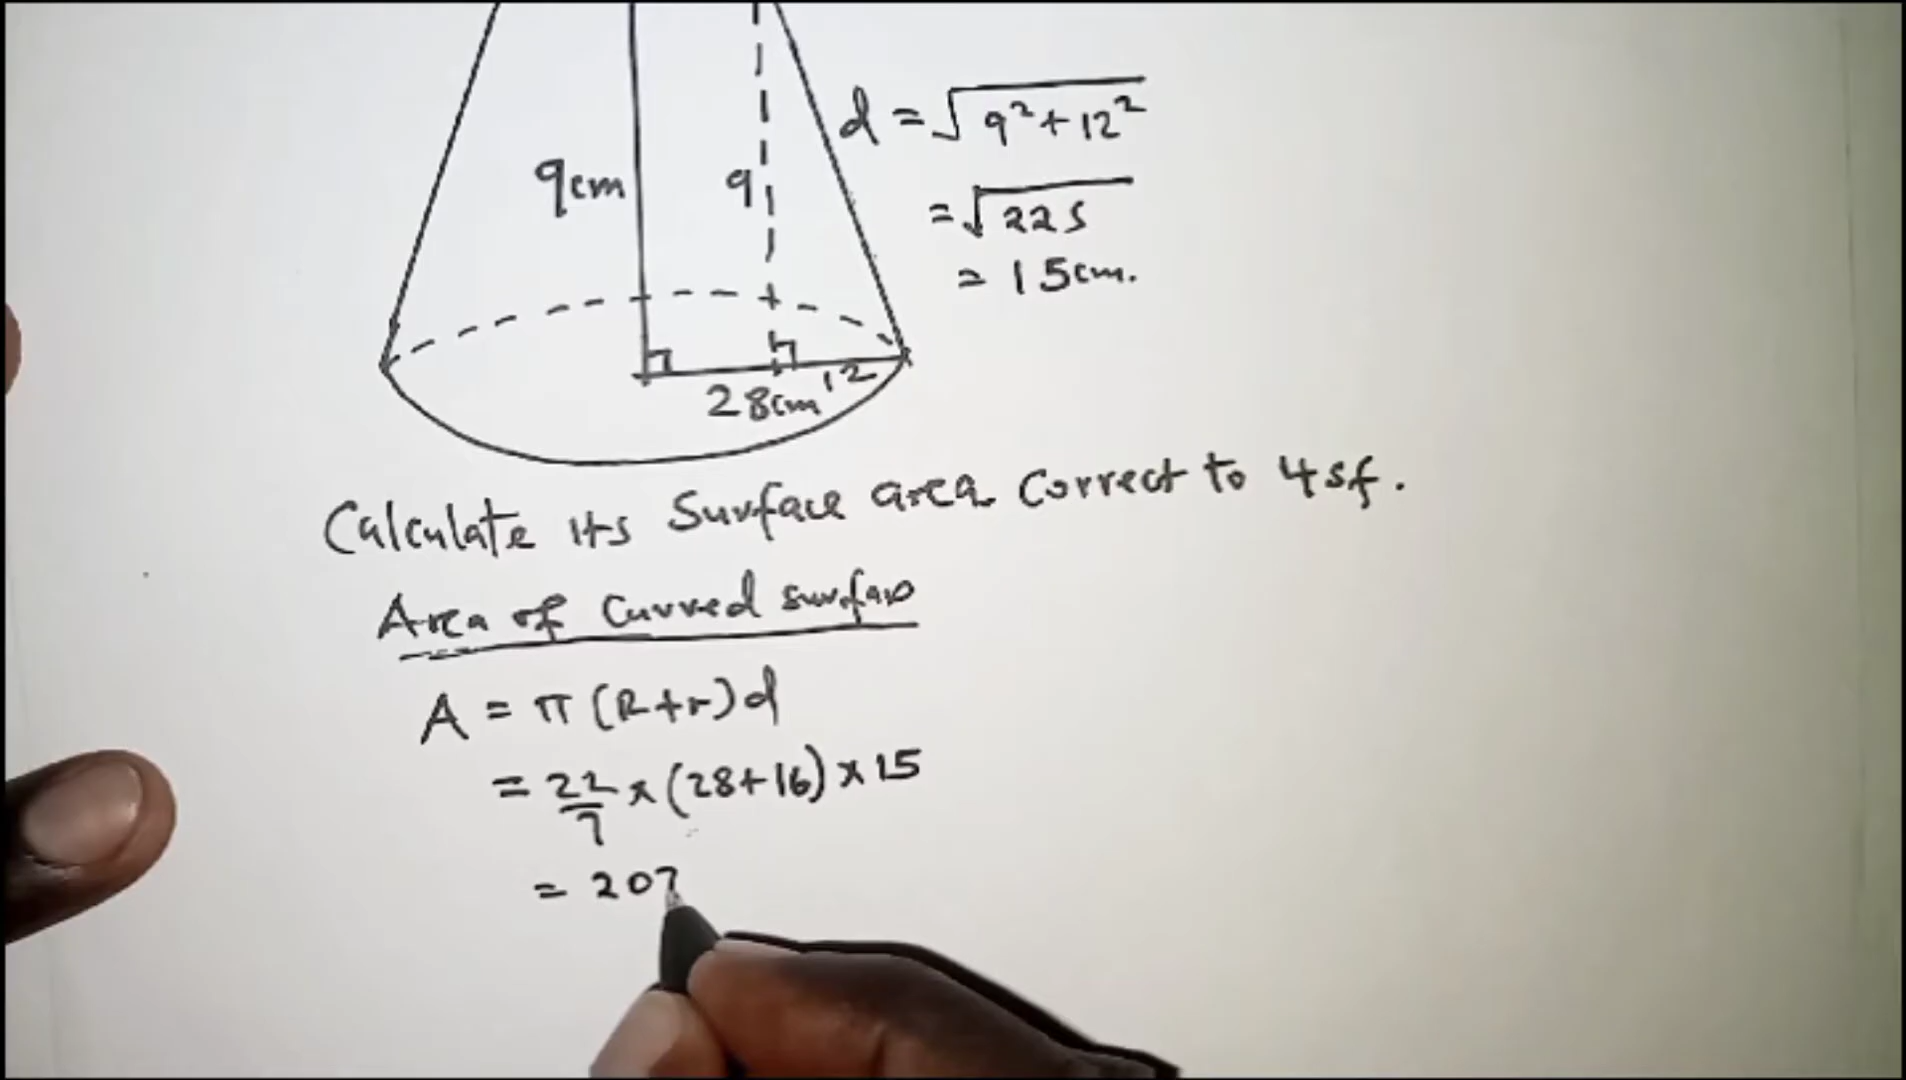 d = √9²+12²
9cm 9 = √225
= 15cm.
28cm 12
Calculate its Surface area Correct to 4sf.
Area of Curved surface
A = π (R+r)d
= 22/7 × (28+16) × 15
= 207